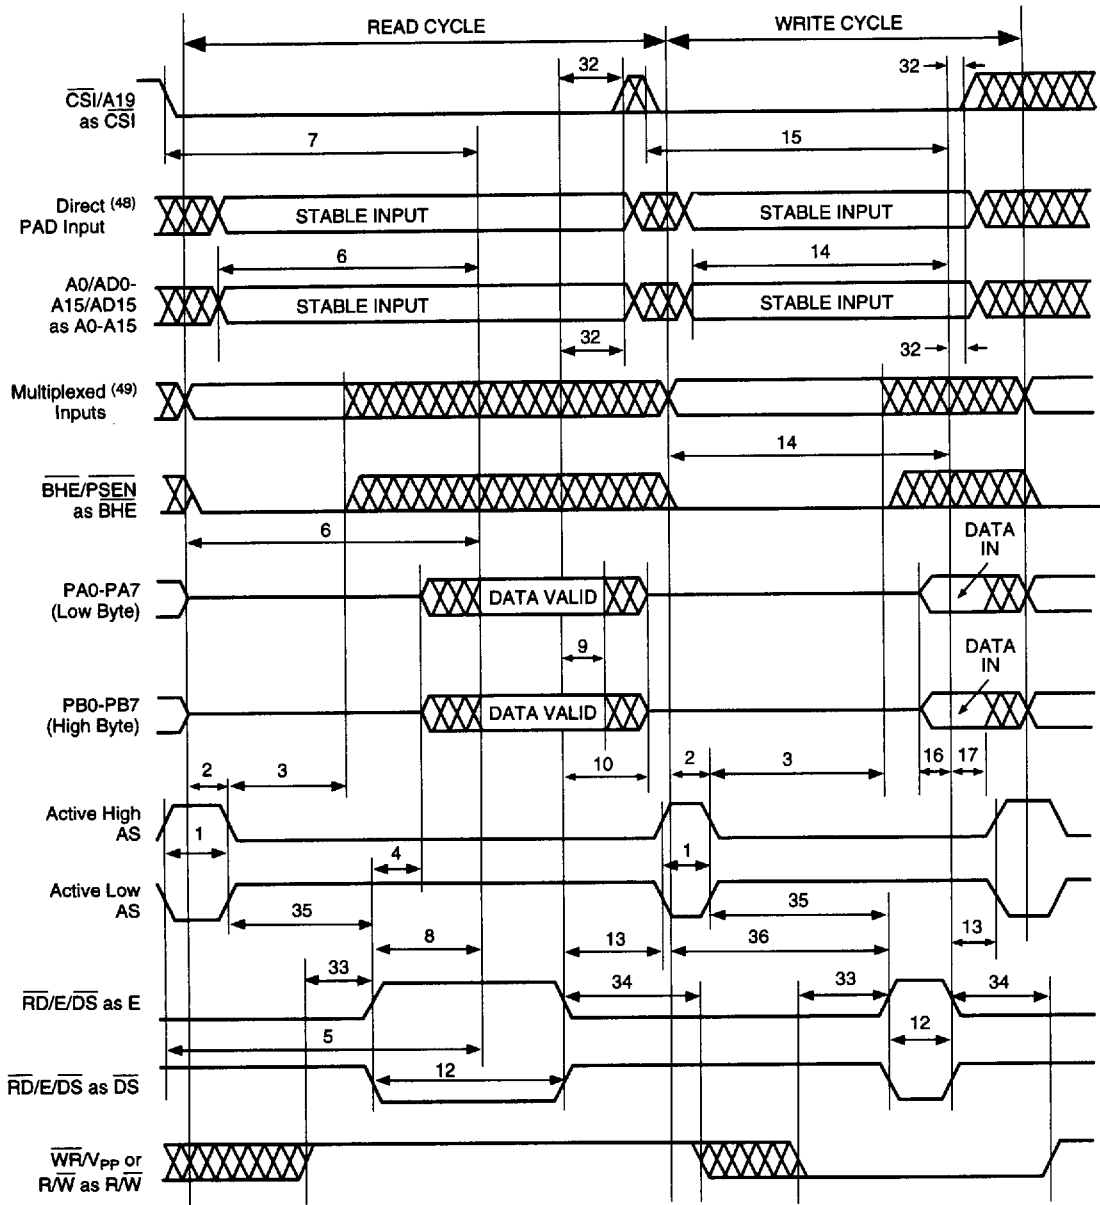 READ CYCLE
WRITE CYCLE
32
32
CSI/A19
as CSI
7
15
Direct (48)
PAD Input
STABLE INPUT
STABLE INPUT
6
14
A0/AD0-
A15/AD15
as A0-A15
STABLE INPUT
STABLE INPUT
32
32
Multiplexed (49)
Inputs
14
BHE/PSEN
as BHE
6
DATA
IN
PA0-PA7
(Low Byte)
DATA VALID
9
DATA
IN
PB0-PB7
(High Byte)
DATA VALID
2
3
10
2
3
16
17
Active High
AS
1
4
1
Active Low
AS
35
35
8
13
36
13
33
34
33
34
RD/E/DS as E
5
12
12
RD/E/DS as DS
WR/VPP or
R/W as R/W